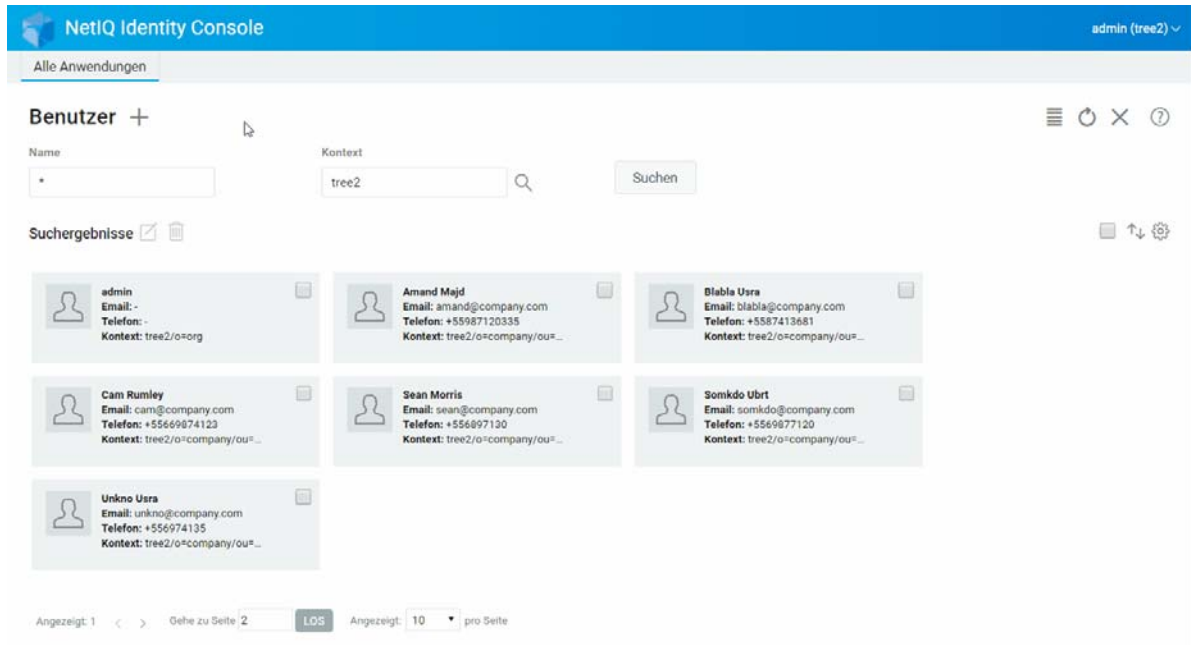 NetIQ Identity Console
admin (tree2)
Alle Anwendungen
Benutzer
Name
Kontext
*
tree2
Suchen
Suchergebnisse
admin
Email: -
Telefon: -
Kontext: tree2/o=org
Amand Majd
Email: amand@company.com
Telefon: +55987120335
Kontext: tree2/o=company/ou=...
Blabla Usra
Email: blabla@company.com
Telefon: +5587413681
Kontext: tree2/o=company/ou=...
Cam Rumley
Email: cam@company.com
Telefon: +55669874123
Kontext: tree2/o=company/ou=...
Sean Morris
Email: sean@company.com
Telefon: +556897130
Kontext: tree2/o=company/ou=...
Somkdo Ubrt
Email: somkdo@company.com
Telefon: +5569877120
Kontext: tree2/o=company/ou=...
Unkno Usra
Email: unkno@company.com
Telefon: +556974135
Kontext: tree2/o=company/ou=...
Angezeigt: 1 < > Gehe zu Seite 2 LOS Angezeigt: 10 pro Seite